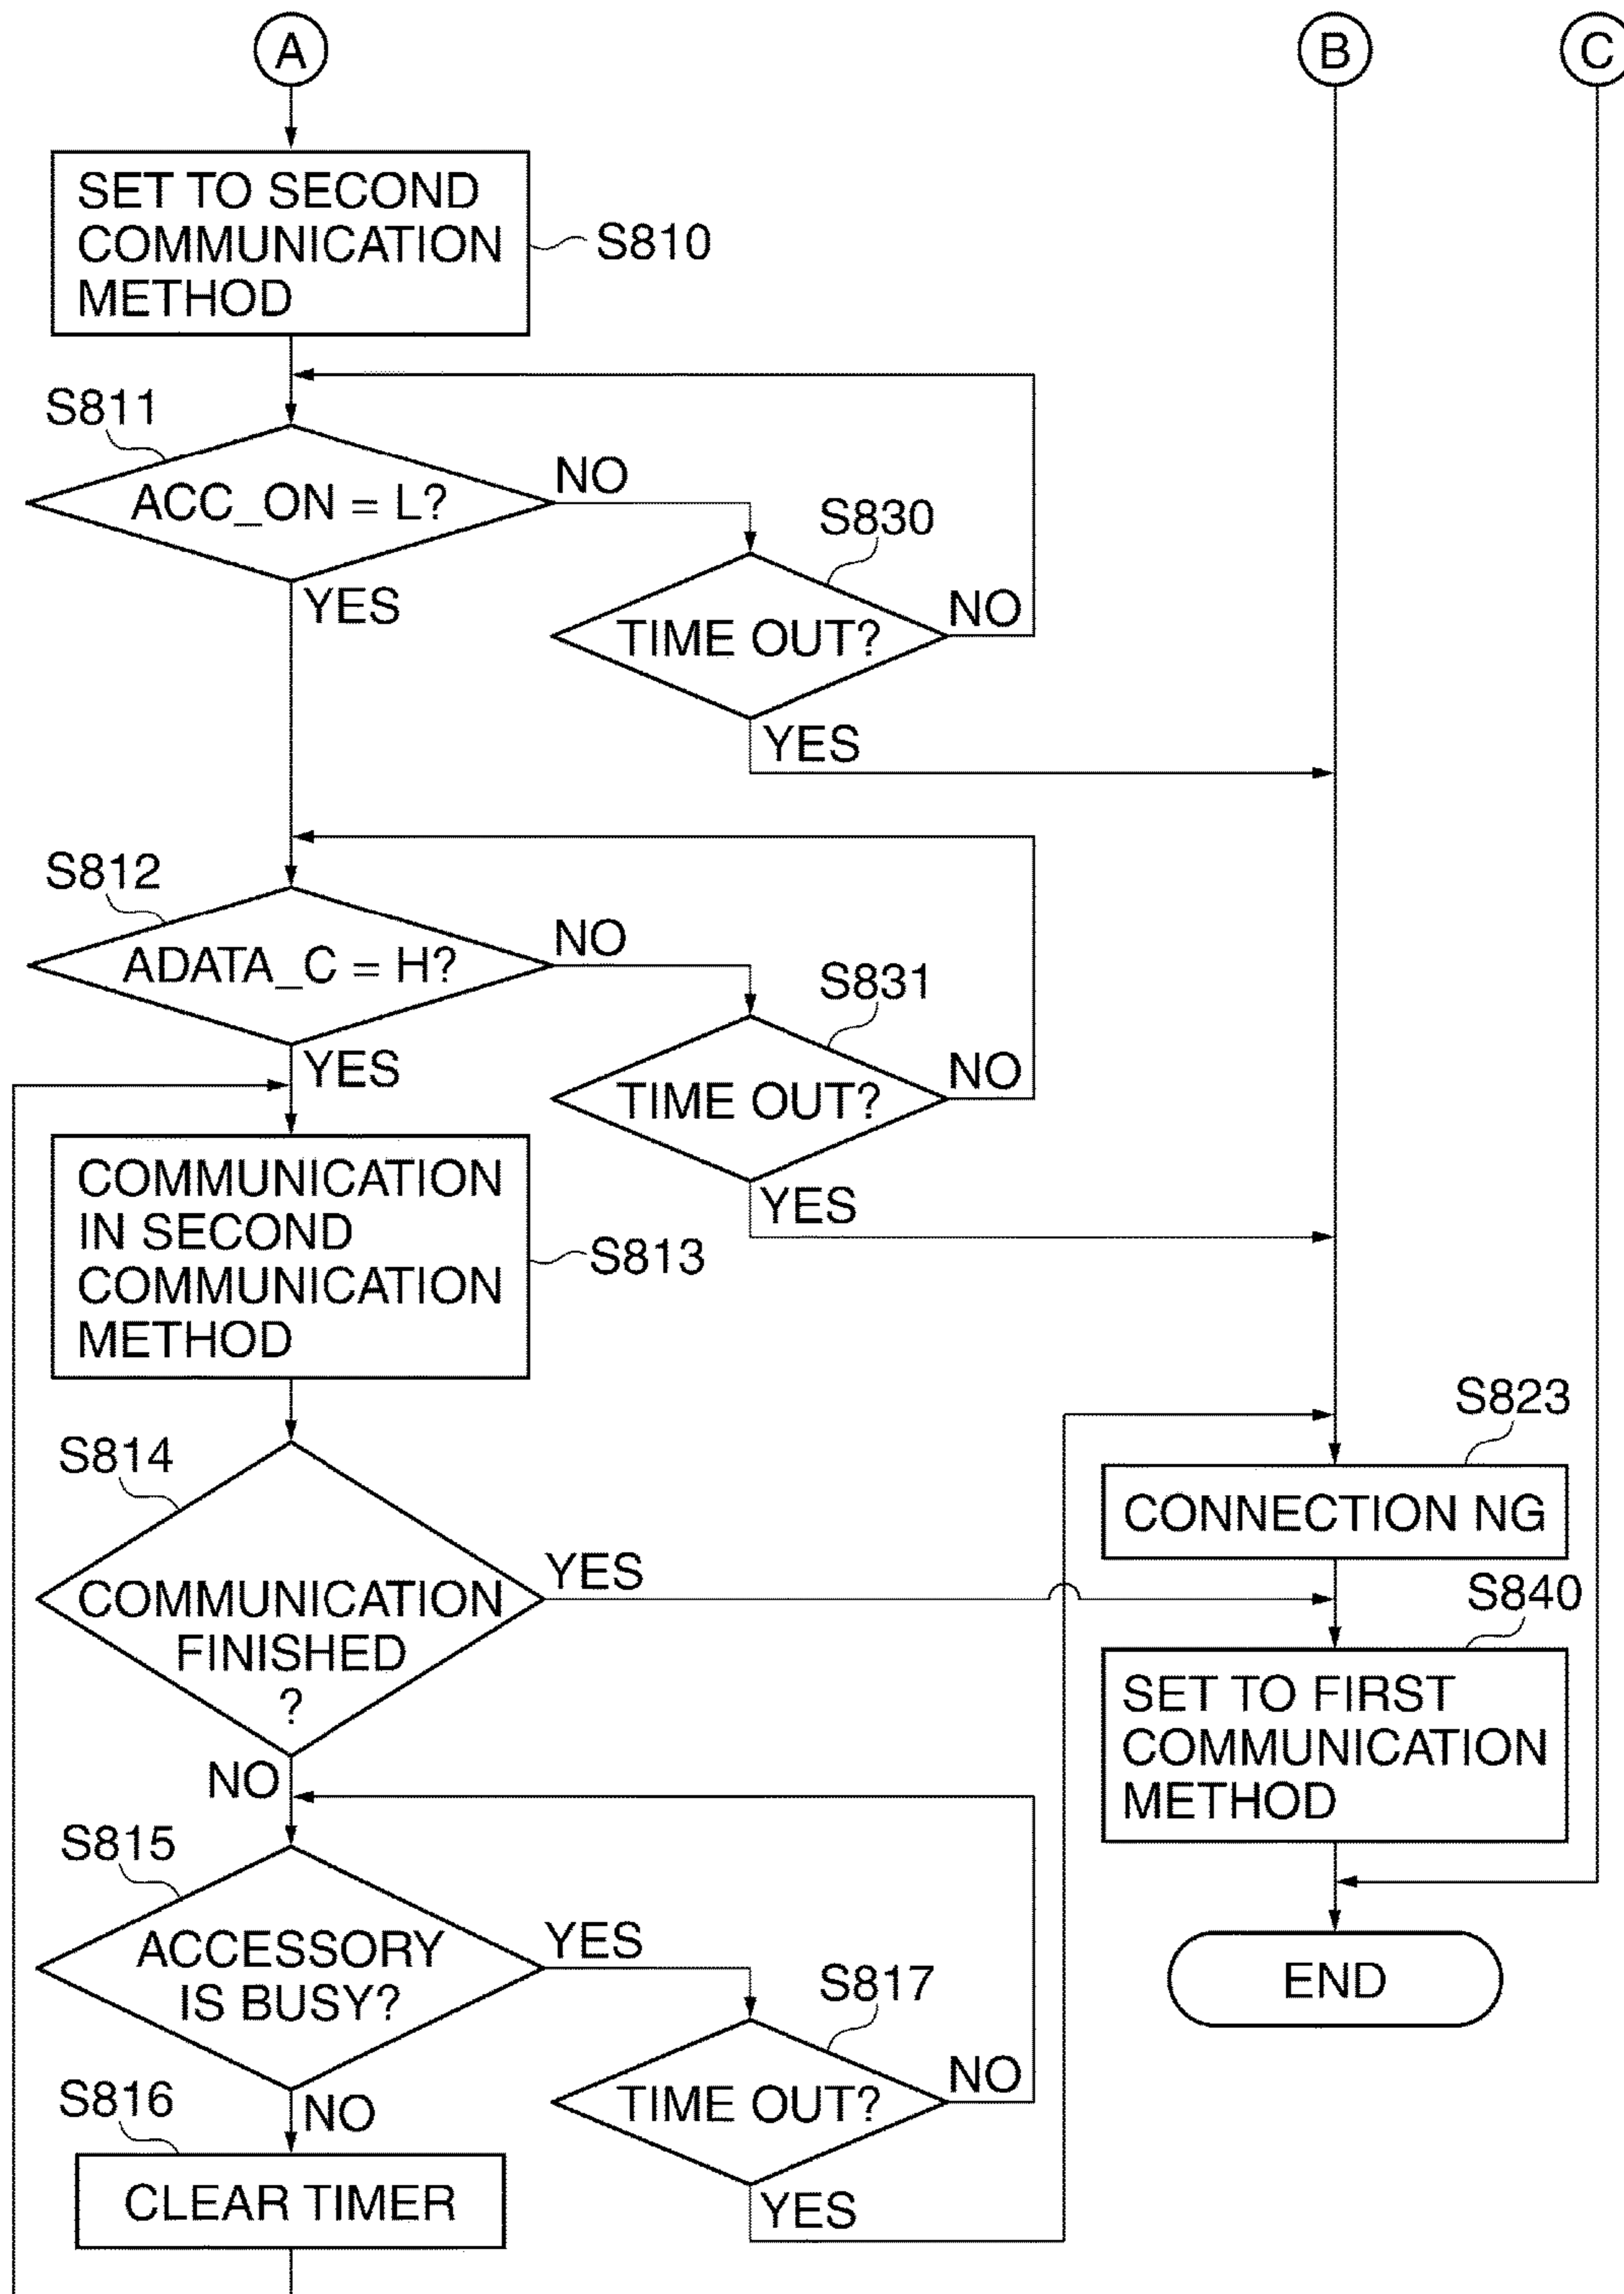 A
B
C
SET TO SECOND
COMMUNICATION
METHOD
S810
S811
ACC_ON = L?
NO
YES
S830
TIME OUT?
NO
YES
S812
ADATA_C = H?
NO
YES
S831
TIME OUT?
NO
YES
COMMUNICATION
IN SECOND
COMMUNICATION
METHOD
S813
S814
COMMUNICATION
FINISHED
?
YES
NO
S823
CONNECTION NG
S840
SET TO FIRST
COMMUNICATION
METHOD
END
S815
ACCESSORY
IS BUSY?
YES
NO
S817
TIME OUT?
NO
YES
S816
CLEAR TIMER